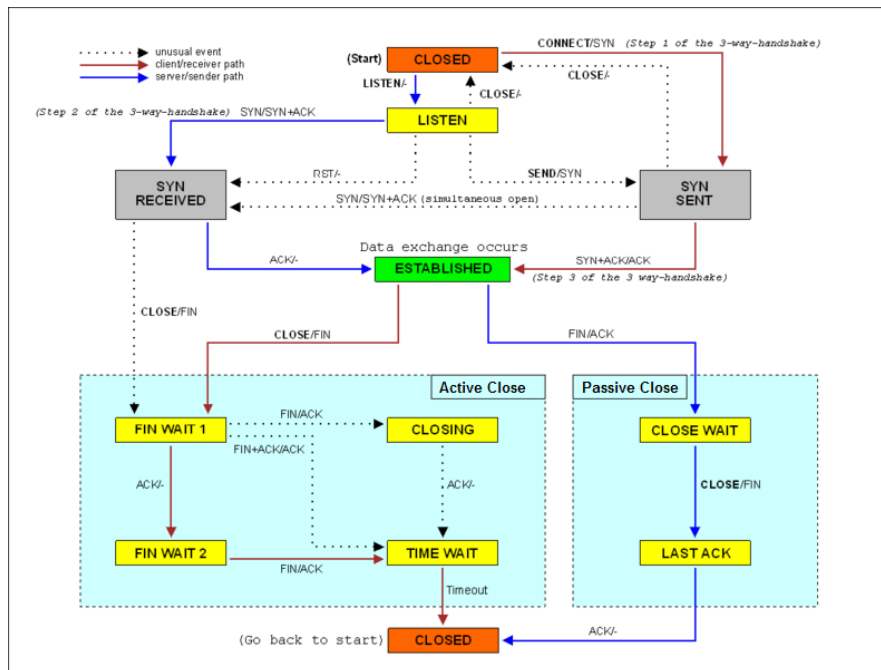 unusual event
client/receiver path
server/sender path
(Start)
CLOSED
CONNECT/SYN (Step 1 of the 3-way-handshake)
CLOSE/-
LISTEN/-
CLOSE/-
(Step 2 of the 3-way-handshake) SYN/SYN+ACK
LISTEN
RST/-
SEND/SYN
SYN
RECEIVED
SYN/SYN+ACK (simultaneous open)
SYN
SENT
Data exchange occurs
ACK/-
ESTABLISHED
SYN+ACK/ACK
(Step 3 of the 3 way-handshake)
CLOSE/FIN
CLOSE/FIN
FIN/ACK
Active Close
Passive Close
FIN WAIT 1
FIN/ACK
CLOSING
CLOSE WAIT
FIN+ACK/ACK
ACK/-
ACK/-
CLOSE/FIN
FIN WAIT 2
FIN/ACK
TIME WAIT
LAST ACK
Timeout
(Go back to start)
CLOSED
ACK/-